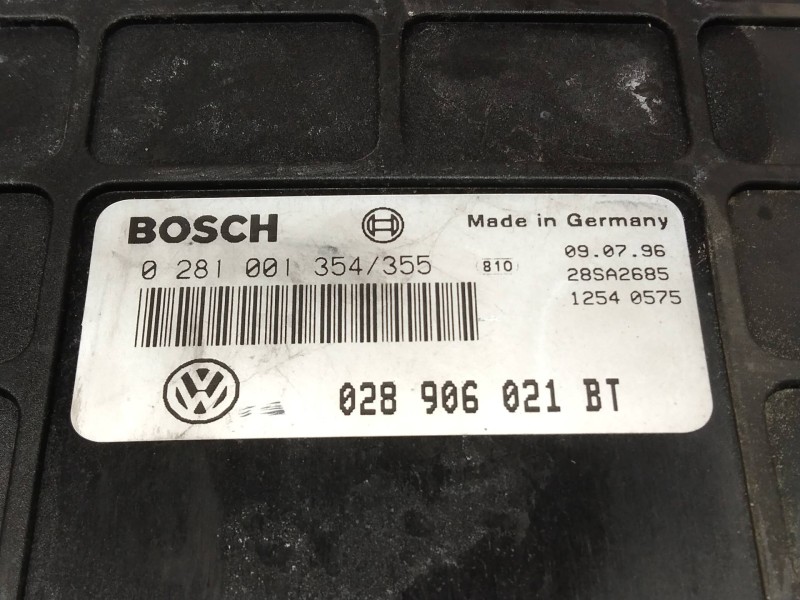 BOSCH Made in Germany
0 281 001 354/355 810 09.07.96
28SA2685
1254 0575
VW 028 906 021 BT